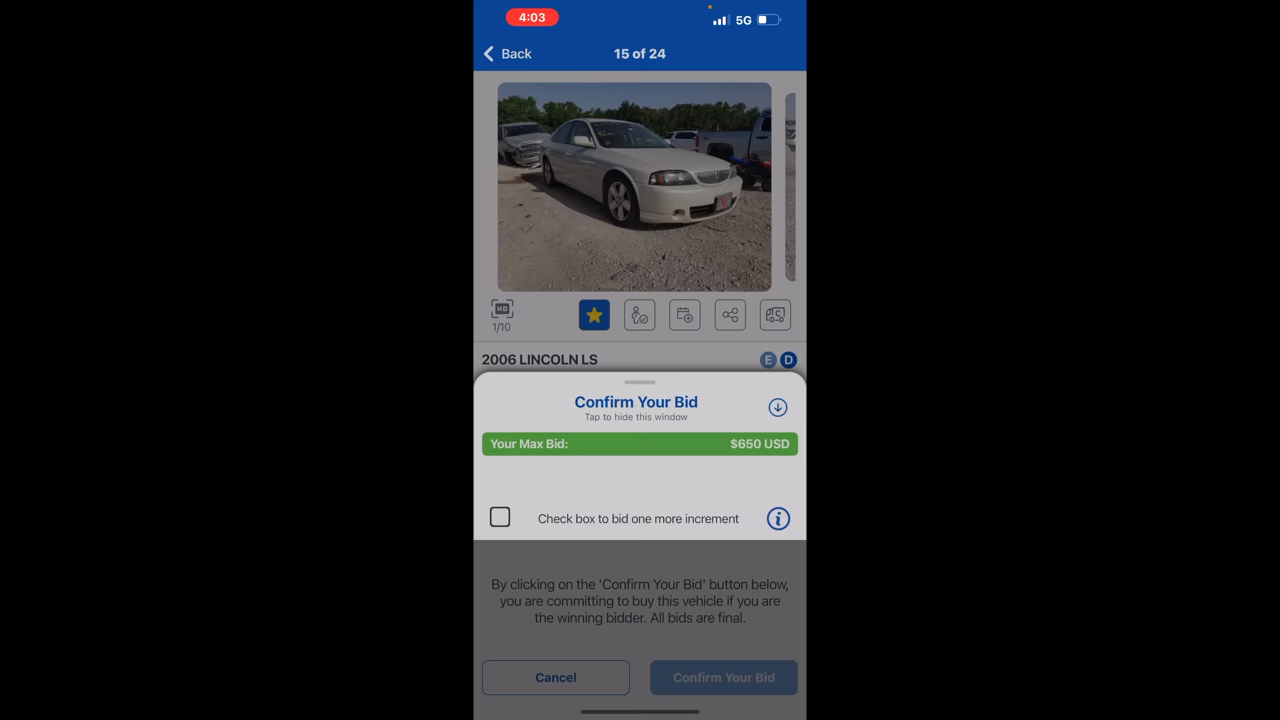 4:03
5G
Back
15 of 24
HD
1/10
2006 LINCOLN LS
E D
Confirm Your Bid
Tap to hide this window
Your Max Bid: $650 USD
Check box to bid one more increment
By clicking on the 'Confirm Your Bid' button below,
you are committing to buy this vehicle if you are
the winning bidder. All bids are final.
Cancel
Confirm Your Bid